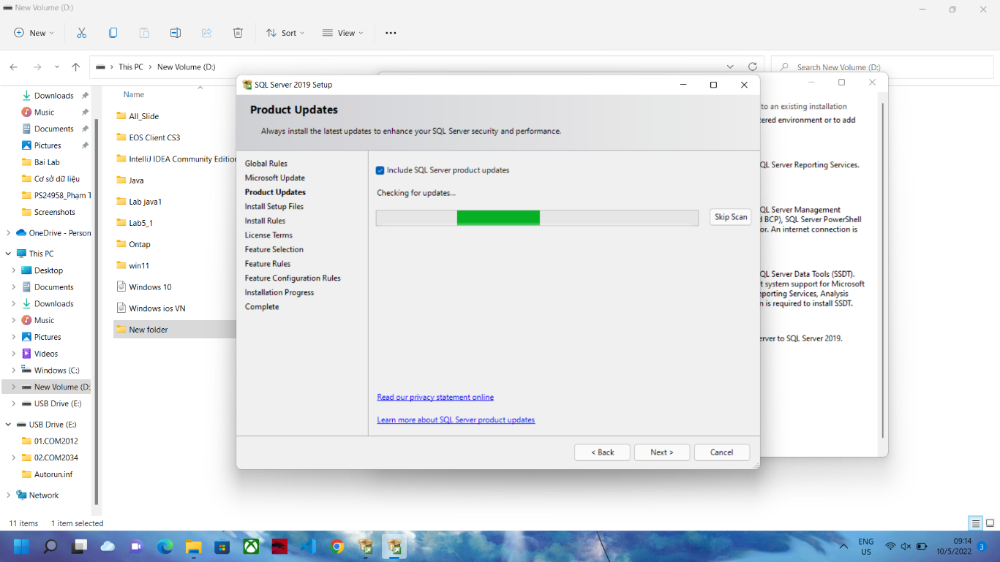 New Volume (D:)
New
Sort
View
This PC
New Volume (D:)
Search New Volume (D:)
Downloads
Music
Documents
Pictures
Bai Lab
Cơ sở dữ liệu
PS24958_Phạm T
Screenshots
OneDrive - Person
This PC
Desktop
Documents
Downloads
Music
Pictures
Videos
Windows (C:)
New Volume (D:
USB Drive (E:)
USB Drive (E:)
01.COM2012
02.COM2034
Autorun.inf
Network
Name
All_Slide
EOS Client CS3
IntelliJ IDEA Community Edition
Java
Lab java1
Lab5_1
Ontap
win11
Windows 10
Windows ios VN
New folder
SQL Server 2019 Setup
Product Updates
Always install the latest updates to enhance your SQL Server security and performance.
Global Rules
Microsoft Update
Product Updates
Install Setup Files
Install Rules
License Terms
Feature Selection
Feature Rules
Feature Configuration Rules
Installation Progress
Complete
Include SQL Server product updates
Checking for updates...
Skip Scan
Read our privacy statement online
Learn more about SQL Server product updates
< Back
Next >
Cancel
to an existing installation
tered environment or to add
QL Server Reporting Services.
QL Server Management
d BCP), SQL Server PowerShell
or. An internet connection is
QL Server Data Tools (SSDT).
t system support for Microsoft
eporting Services, Analysis
n is required to install SSDT.
erver to SQL Server 2019.
11 items
1 item selected
ENG
US
09:14
10/5/2022
3